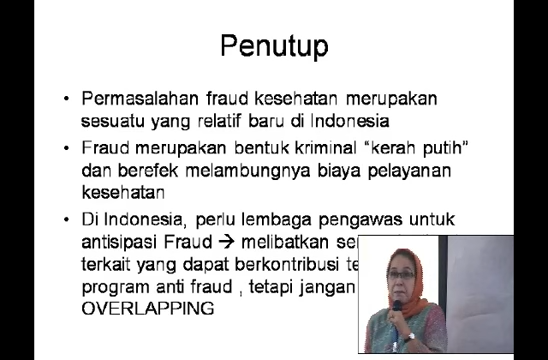 Penutup
• Permasalahan fraud kesehatan merupakan
sesuatu yang relatif baru di Indonesia
• Fraud merupakan bentuk kriminal “kerah putih”
dan berefek melambungnya biaya pelayanan
kesehatan
• Di Indonesia, perlu lembaga pengawas untuk
antisipasi Fraud → melibatkan
terkait yang dapat berkontribusi
program anti fraud , tetapi jangan
OVERLAPPING